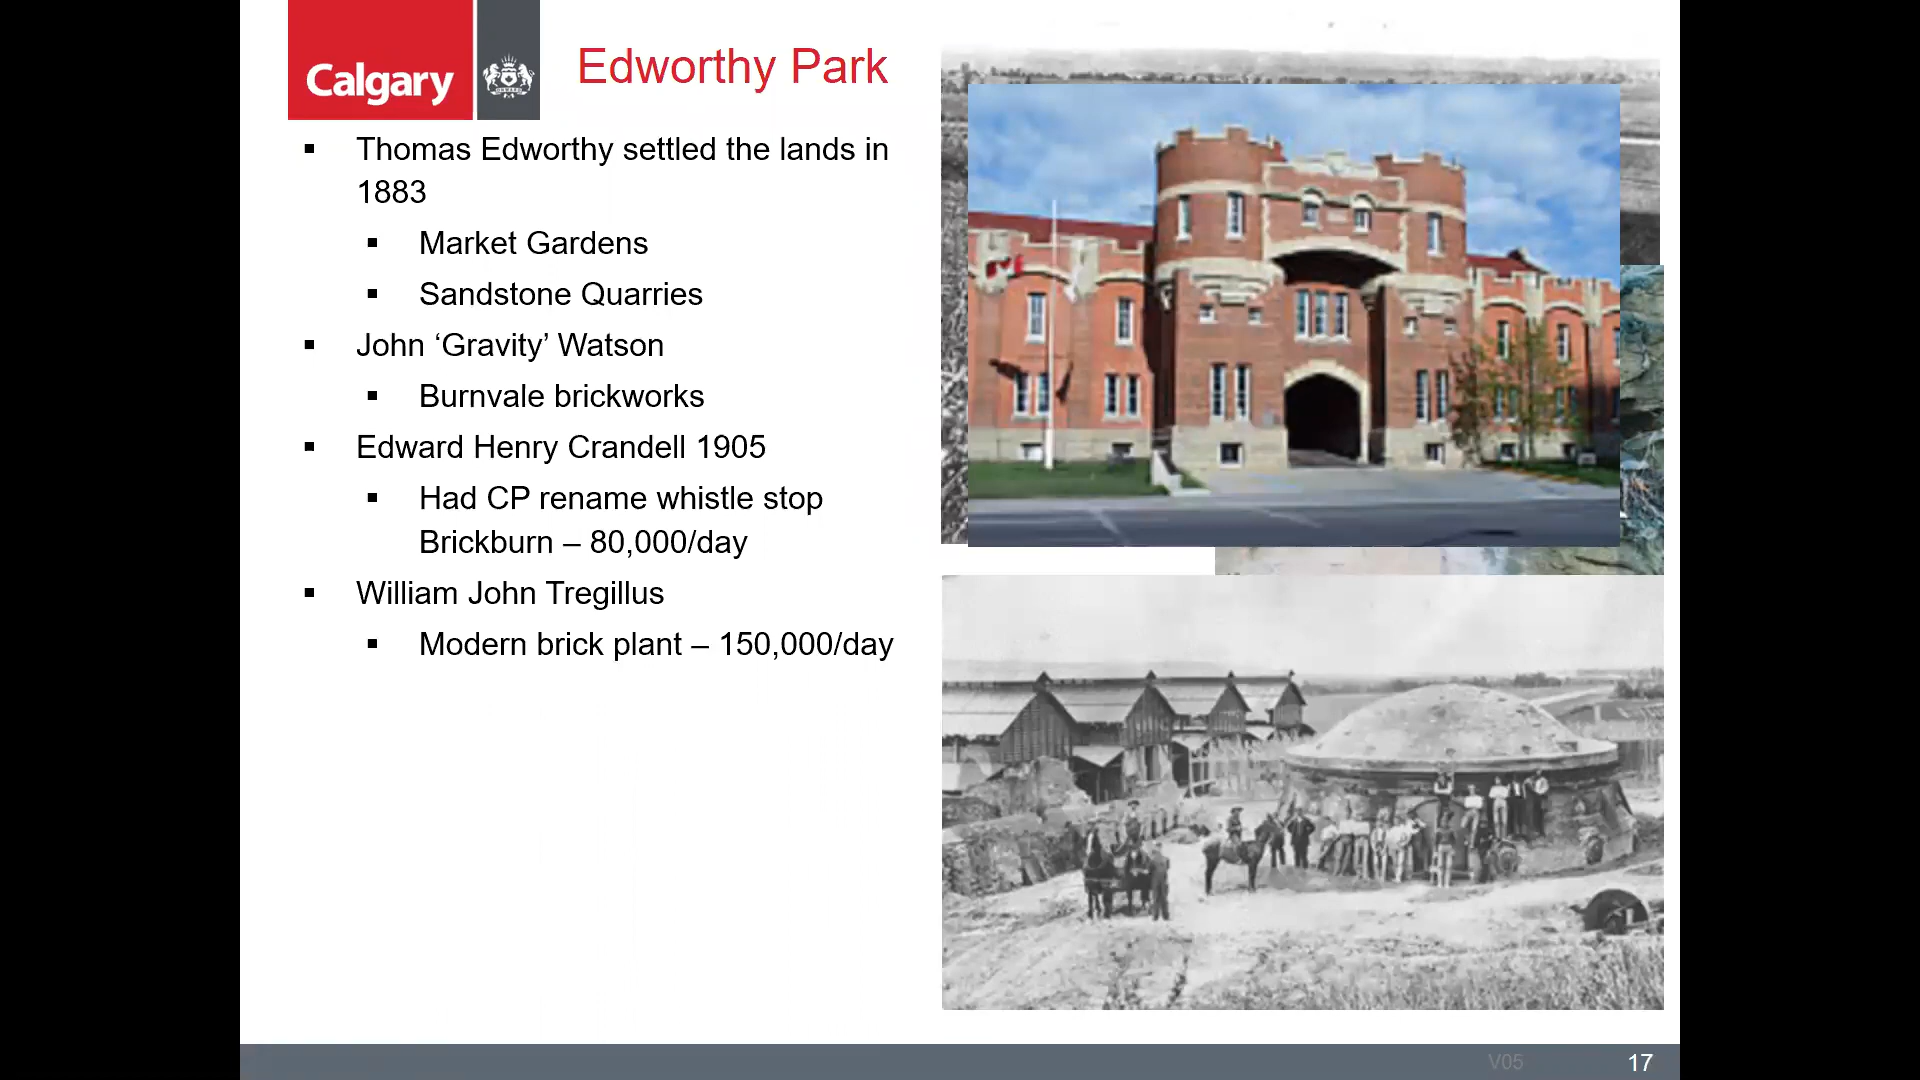 Calgary
ONWARD
Edworthy Park
▪ Thomas Edworthy settled the lands in
1883
▪ Market Gardens
▪ Sandstone Quarries
▪ John ‘Gravity’ Watson
▪ Burnvale brickworks
▪ Edward Henry Crandell 1905
▪ Had CP rename whistle stop
Brickburn – 80,000/day
▪ William John Tregillus
▪ Modern brick plant – 150,000/day
V05
17